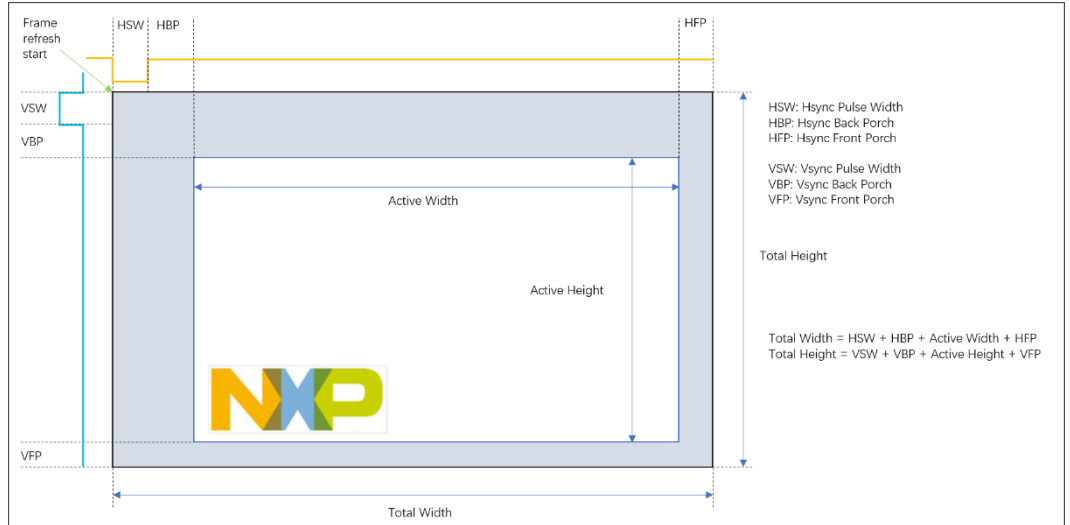 Frame
refresh
start
HSW
HBP
HFP
VSW
VBP
HSW: Hsync Pulse Width
HBP: Hsync Back Porch
HFP: Hsync Front Porch
VSW: Vsync Pulse Width
VBP: Vsync Back Porch
VFP: Vsync Front Porch
Active Width
Total Height
Active Height
Total Width = HSW + HBP + Active Width + HFP
Total Height = VSW + VBP + Active Height + VFP
NXP
VFP
Total Width